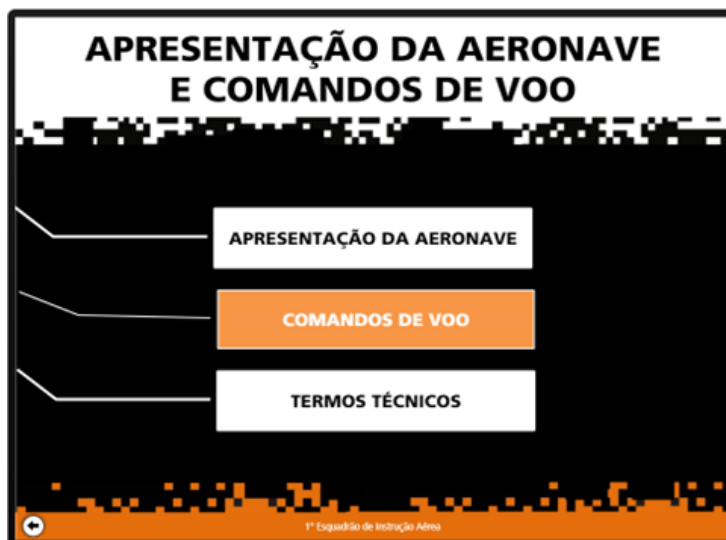 APRESENTAÇÃO DA AERONAVE
E COMANDOS DE VOO
APRESENTAÇÃO DA AERONAVE
COMANDOS DE VOO
TERMOS TÉCNICOS
1º Esquadrão de Instrução Aérea